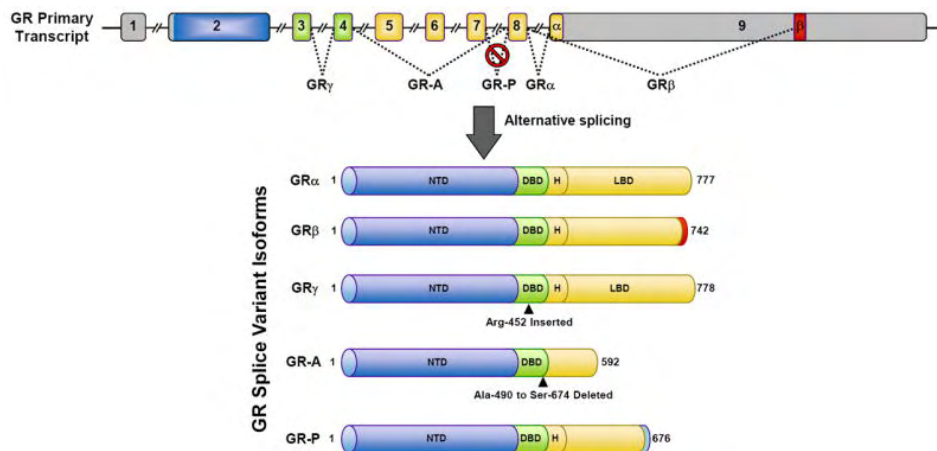 GR Primary
Transcript
1 2 3 4 5 6 7 8 α 9 β
GRγ GR-A GR-P GRα GRβ
Alternative splicing
GR Splice Variant Isoforms
GRα 1 NTD DBD H LBD 777
GRβ 1 NTD DBD H 742
GRγ 1 NTD DBD H LBD 778
Arg-452 Inserted
GR-A 1 NTD DBD 592
Ala-490 to Ser-674 Deleted
GR-P 1 NTD DBD H 676